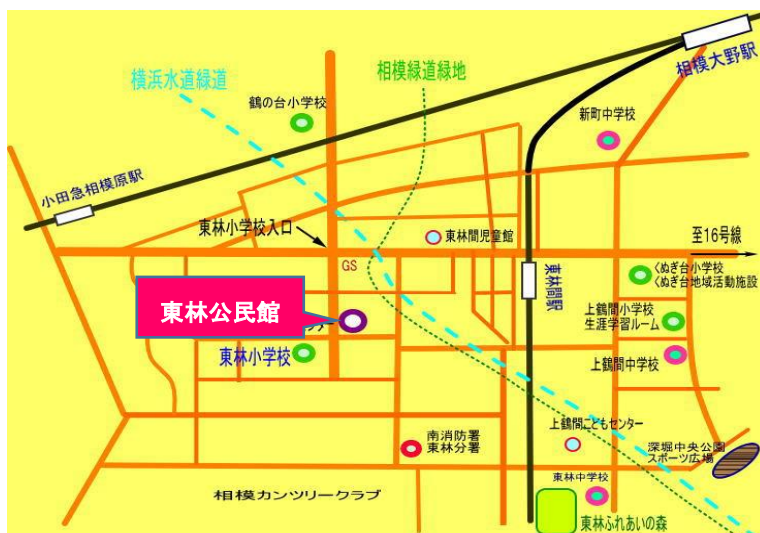 相模大野駅
横浜水道緑道
相模緑道緑地
鶴の台小学校
新町中学校
小田急相模原駅
東林小学校入口
東林間児童館
至16号線
GS
東林間駅
くぬぎ台小学校
くぬぎ台地域活動施設
東林公民館
上鶴間小学校
生涯学習ルーム
東林小学校
上鶴間中学校
南消防署
東林分署
上鶴間こどもセンター
深堀中央公園
スポーツ広場
東林中学校
相模カンツリークラブ
東林ふれあいの森